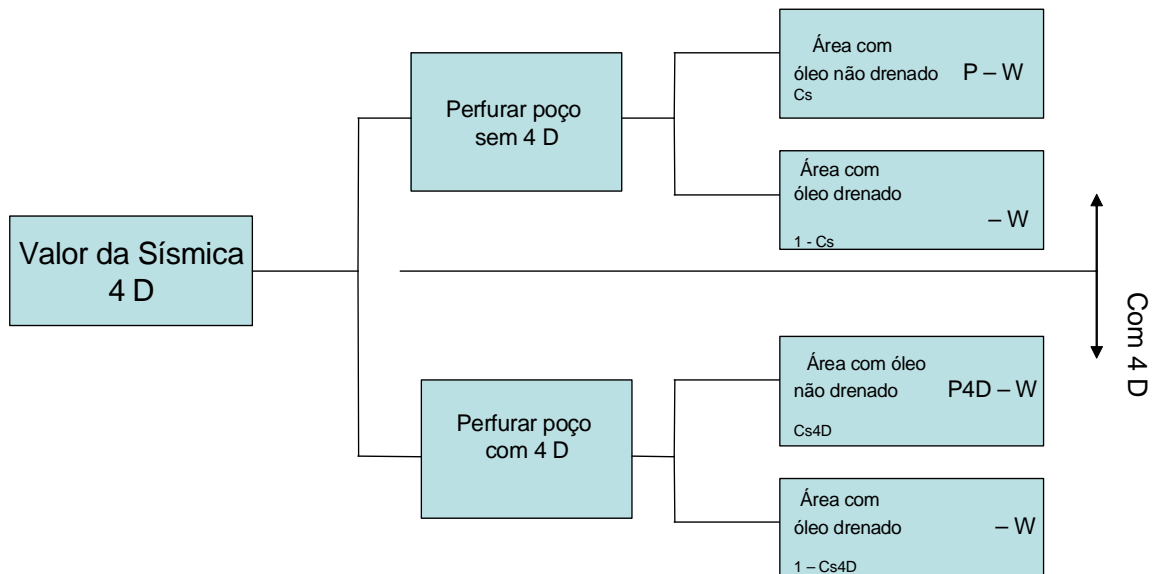 Área com
óleo não drenado P – W
Cs
Perfurar poço
sem 4 D
Área com
óleo drenado
– W
1 - Cs
Valor da Sísmica
4 D
Com 4 D
Área com óleo
não drenado P4D – W
Cs4D
Perfurar poço
com 4 D
Área com
óleo drenado – W
1 – Cs4D